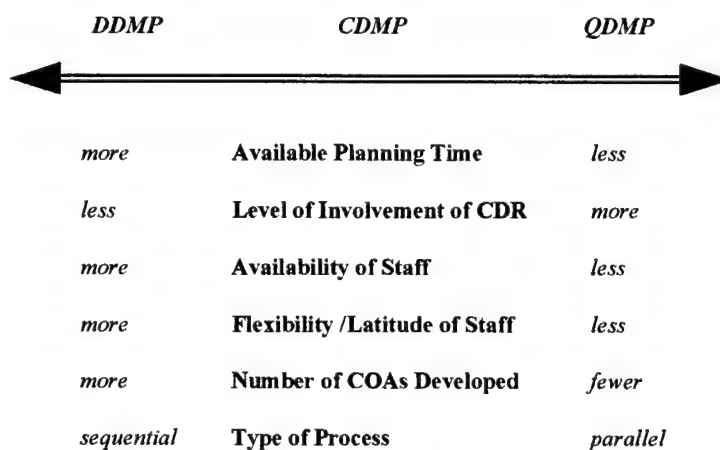 DDMP CDMP QDMP
more Available Planning Time less
less Level of Involvement of CDR more
more Availability of Staff less
more Flexibility /Latitude of Staff less
more Number of COAs Developed fewer
sequential Type of Process parallel